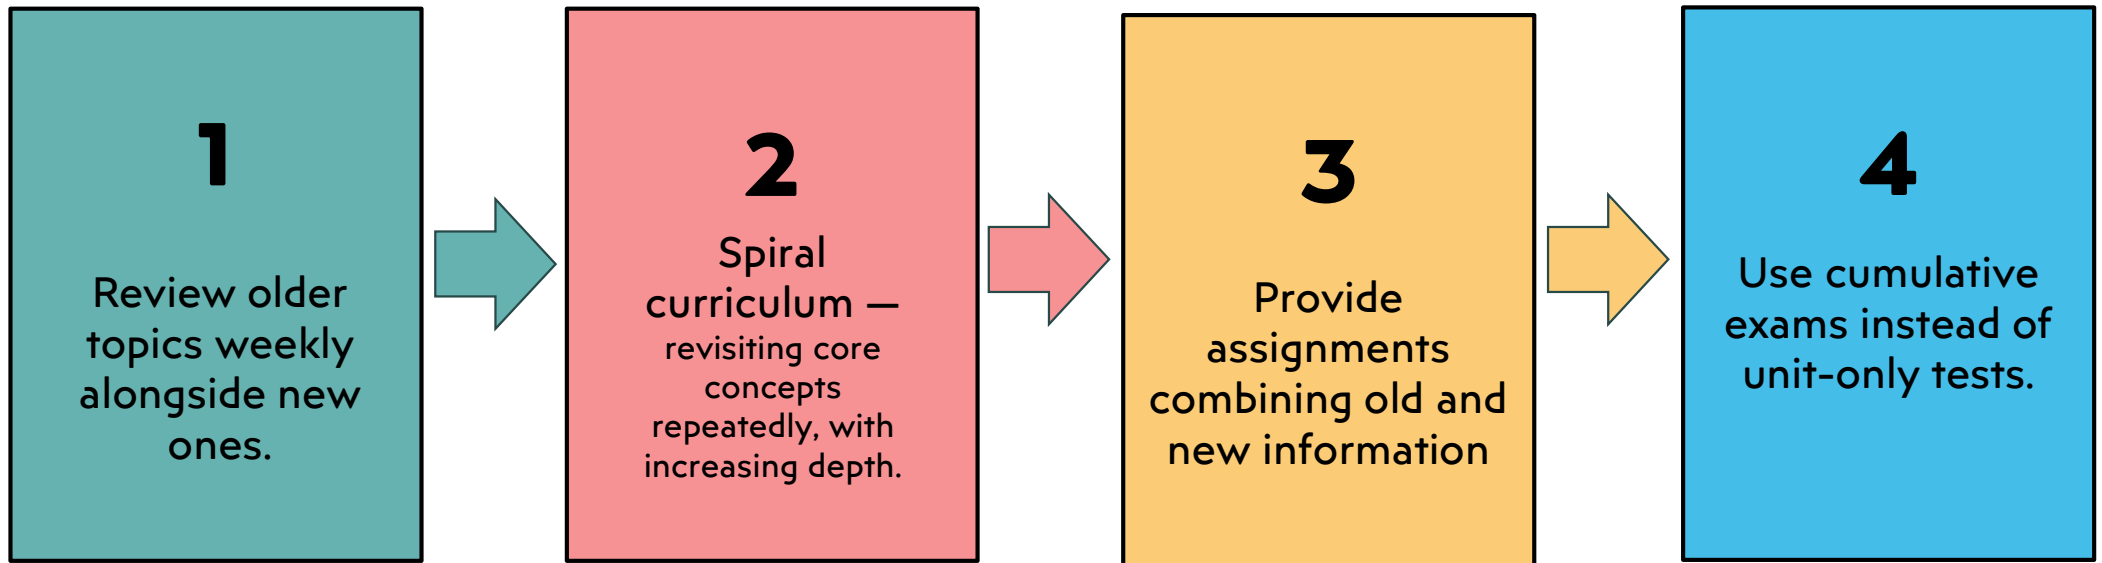 1
Review older
topics weekly
alongside new
ones.
2
Spiral
curriculum —
revisiting core
concepts
repeatedly, with
increasing depth.
3
Provide
assignments
combining old and
new information
4
Use cumulative
exams instead of
unit-only tests.